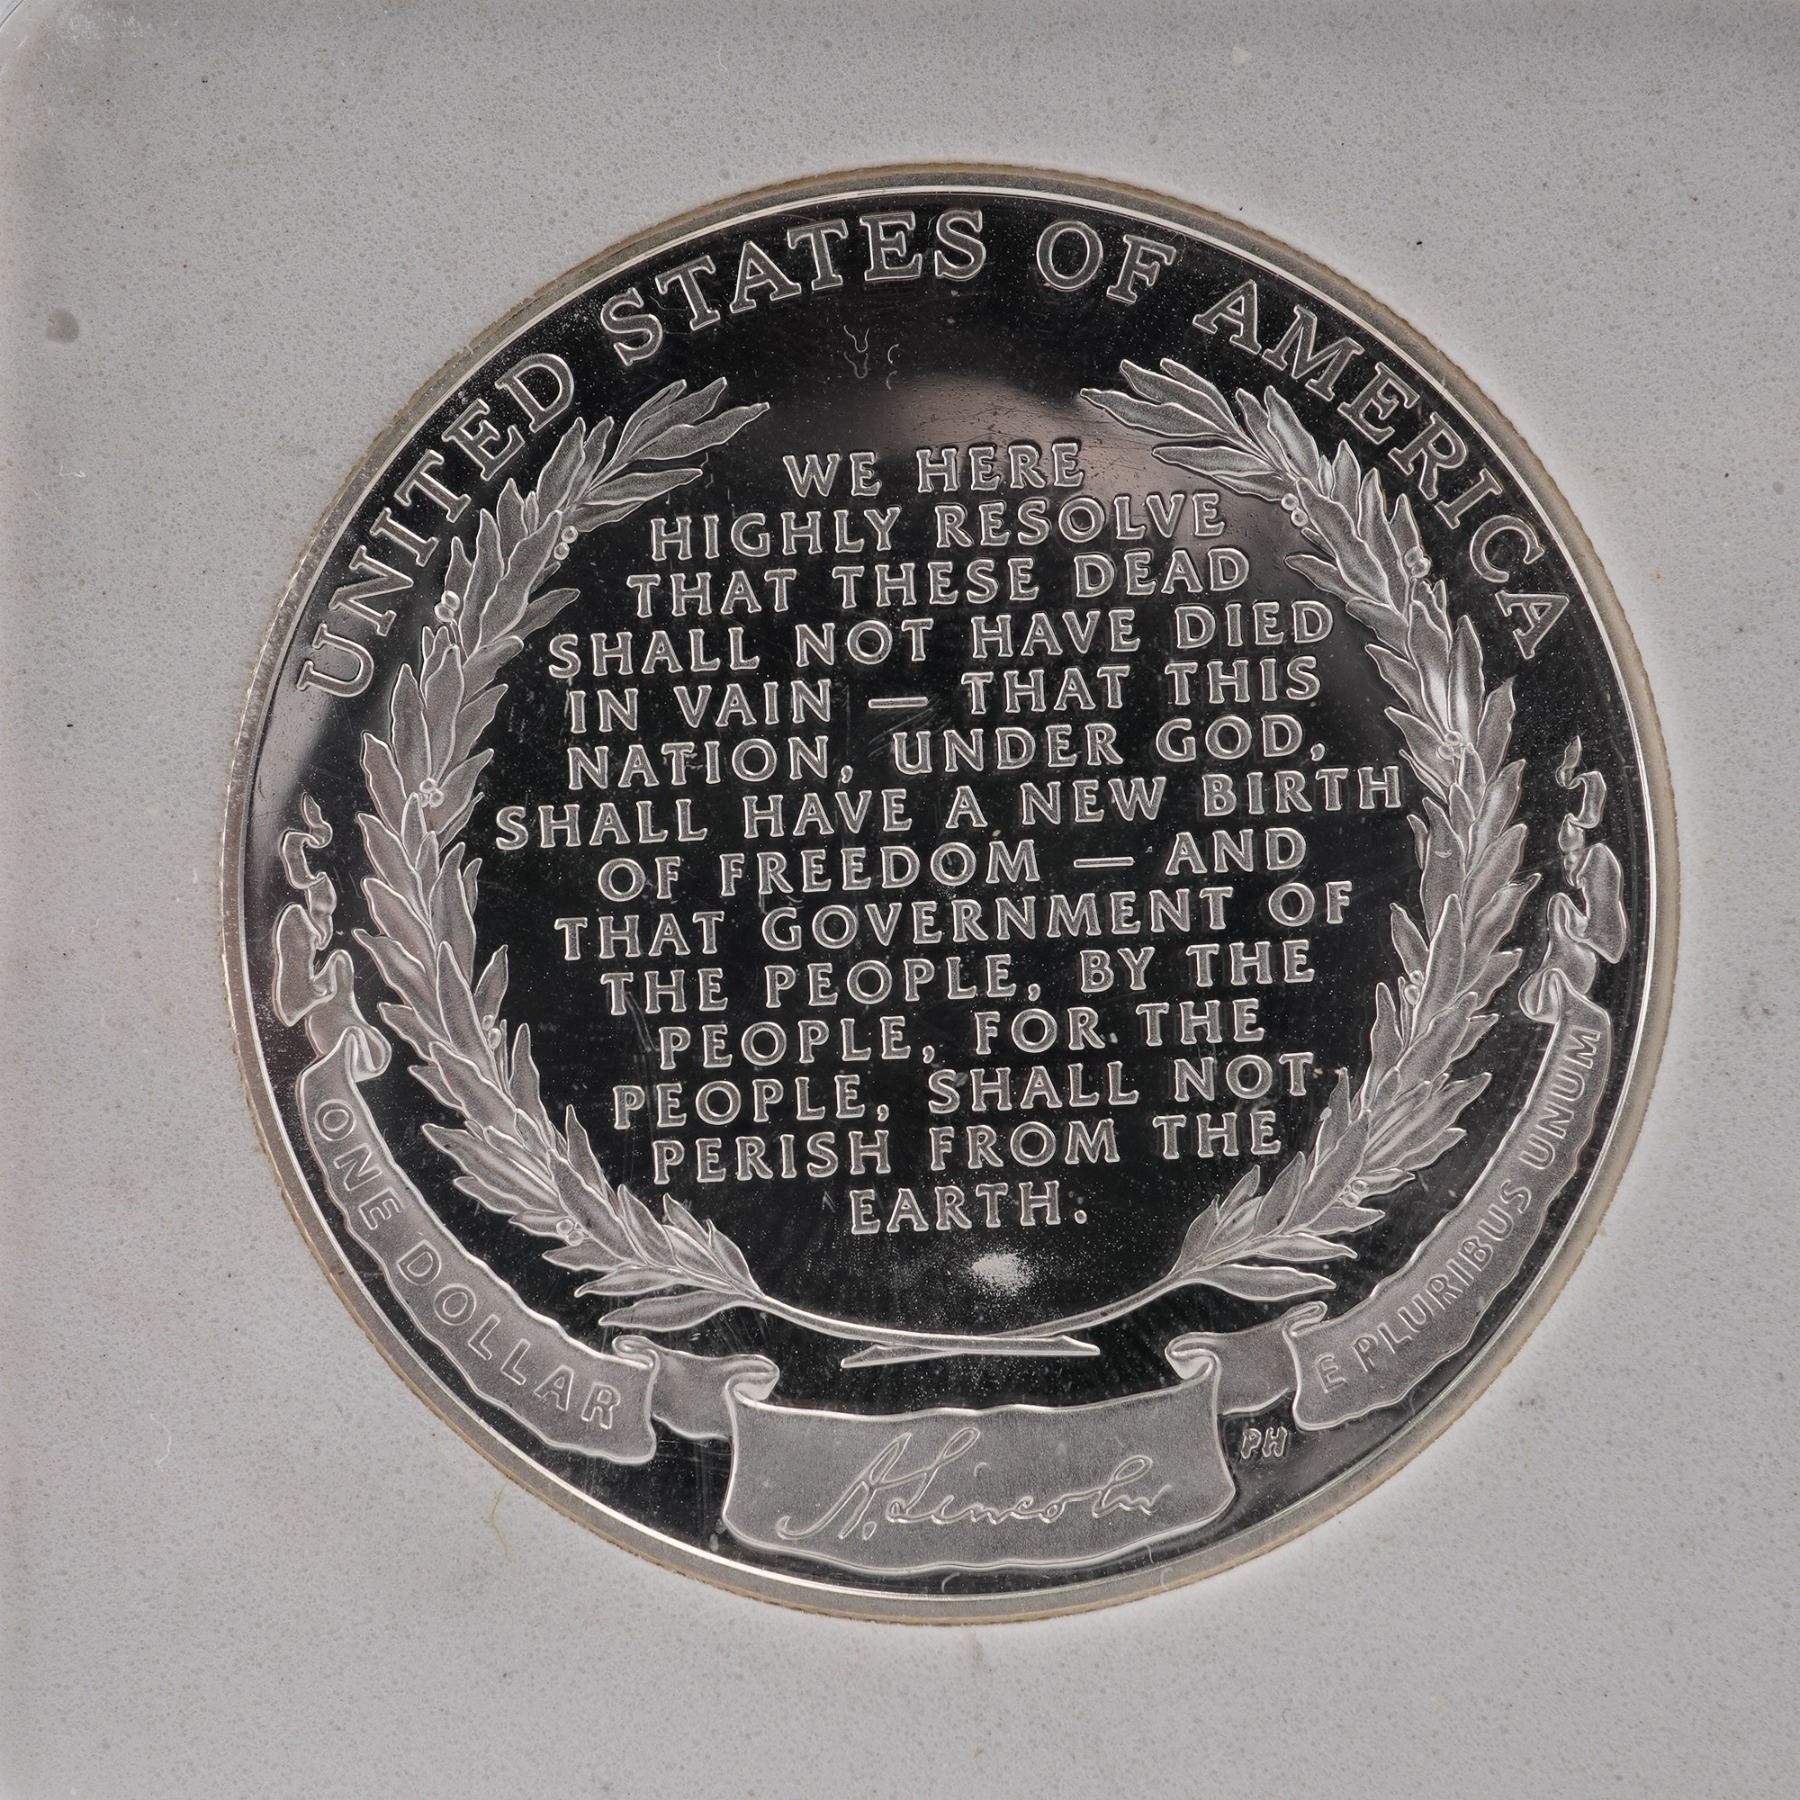 UNITED STATES OF AMERICA
WE HERE
HIGHLY RESOLVE
THAT THESE DEAD
SHALL NOT HAVE DIED
IN VAIN — THAT THIS
NATION, UNDER GOD,
SHALL HAVE A NEW BIRTH
OF FREEDOM — AND
THAT GOVERNMENT OF
THE PEOPLE, BY THE
PEOPLE, FOR THE
PEOPLE, SHALL NOT
PERISH FROM THE
EARTH.
ONE DOLLAR
A. Lincoln
PH
E PLURIBUS UNUM